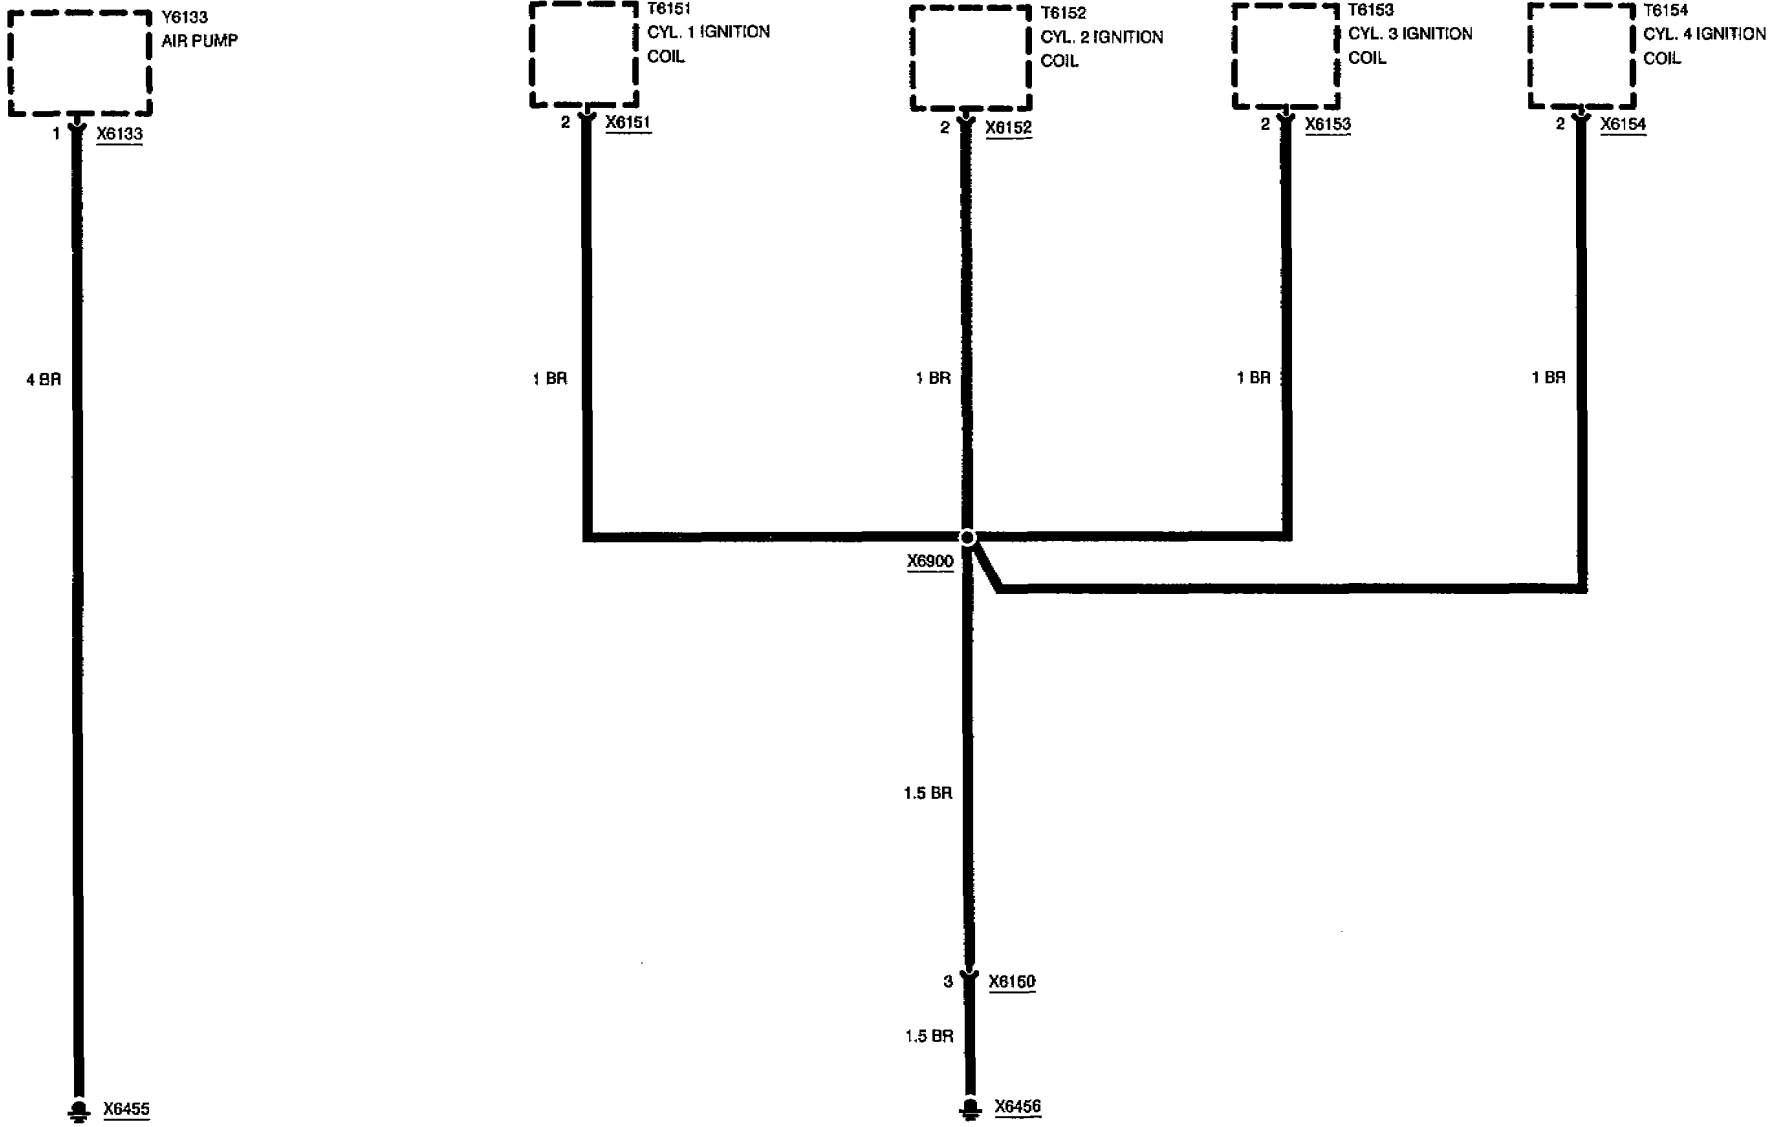 Y6133
AIR PUMP
1
X6133
4 BR
X6455
T6151
CYL. 1 IGNITION
COIL
2
X6151
1 BR
T6152
CYL. 2 IGNITION
COIL
2
X6152
1 BR
T6153
CYL. 3 IGNITION
COIL
2
X6153
1 BR
T6154
CYL. 4 IGNITION
COIL
2
X6154
1 BR
X6900
1.5 BR
3
X6150
1.5 BR
X6456